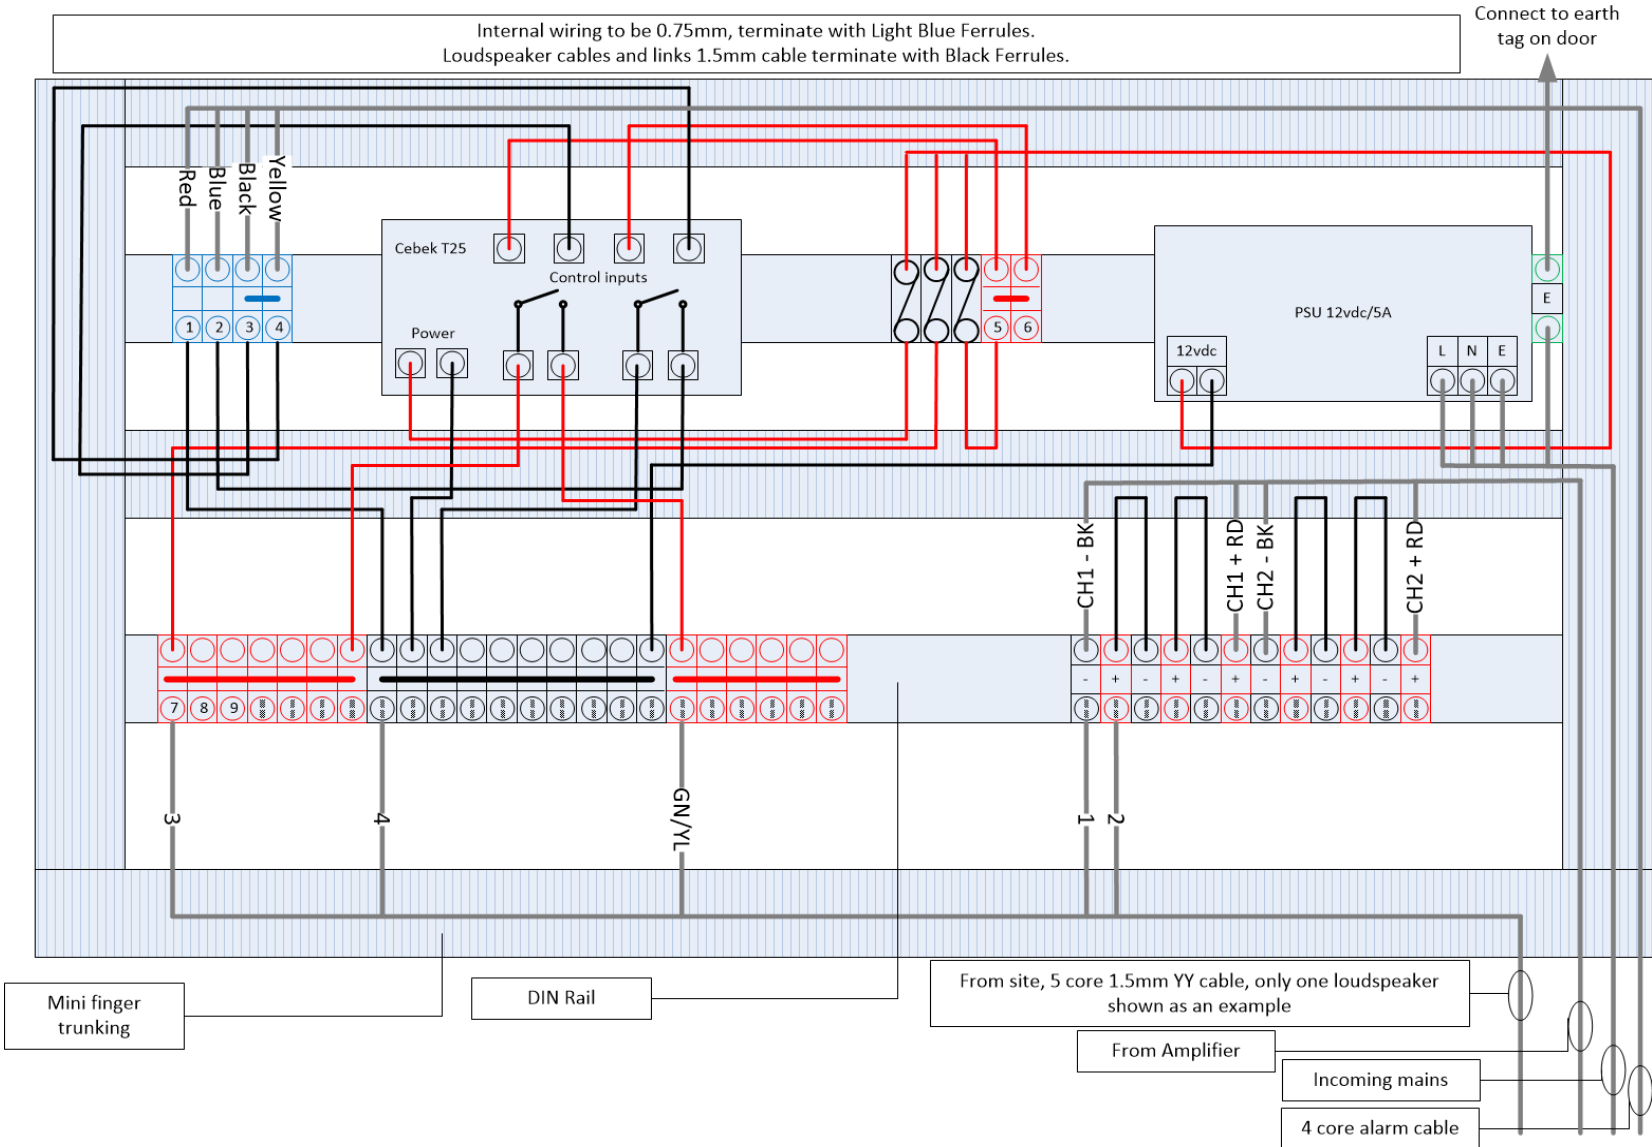 Internal wiring to be 0.75mm, terminate with Light Blue Ferrules.
Loudspeaker cables and links 1.5mm cable terminate with Black Ferrules.
Connect to earth
tag on door
Red
Blue
Black
Yellow
Cebek T25
Control inputs
Power
1
2
3
4
5
6
PSU 12vdc/5A
12vdc
L
N
E
E
CH1 - BK
CH1 + RD
CH2 - BK
CH2 + RD
- + - + - + - + - + - +
7
8
9
3
4
GN/YL
1
2
Mini finger
trunking
DIN Rail
From site, 5 core 1.5mm YY cable, only one loudspeaker
shown as an example
From Amplifier
Incoming mains
4 core alarm cable